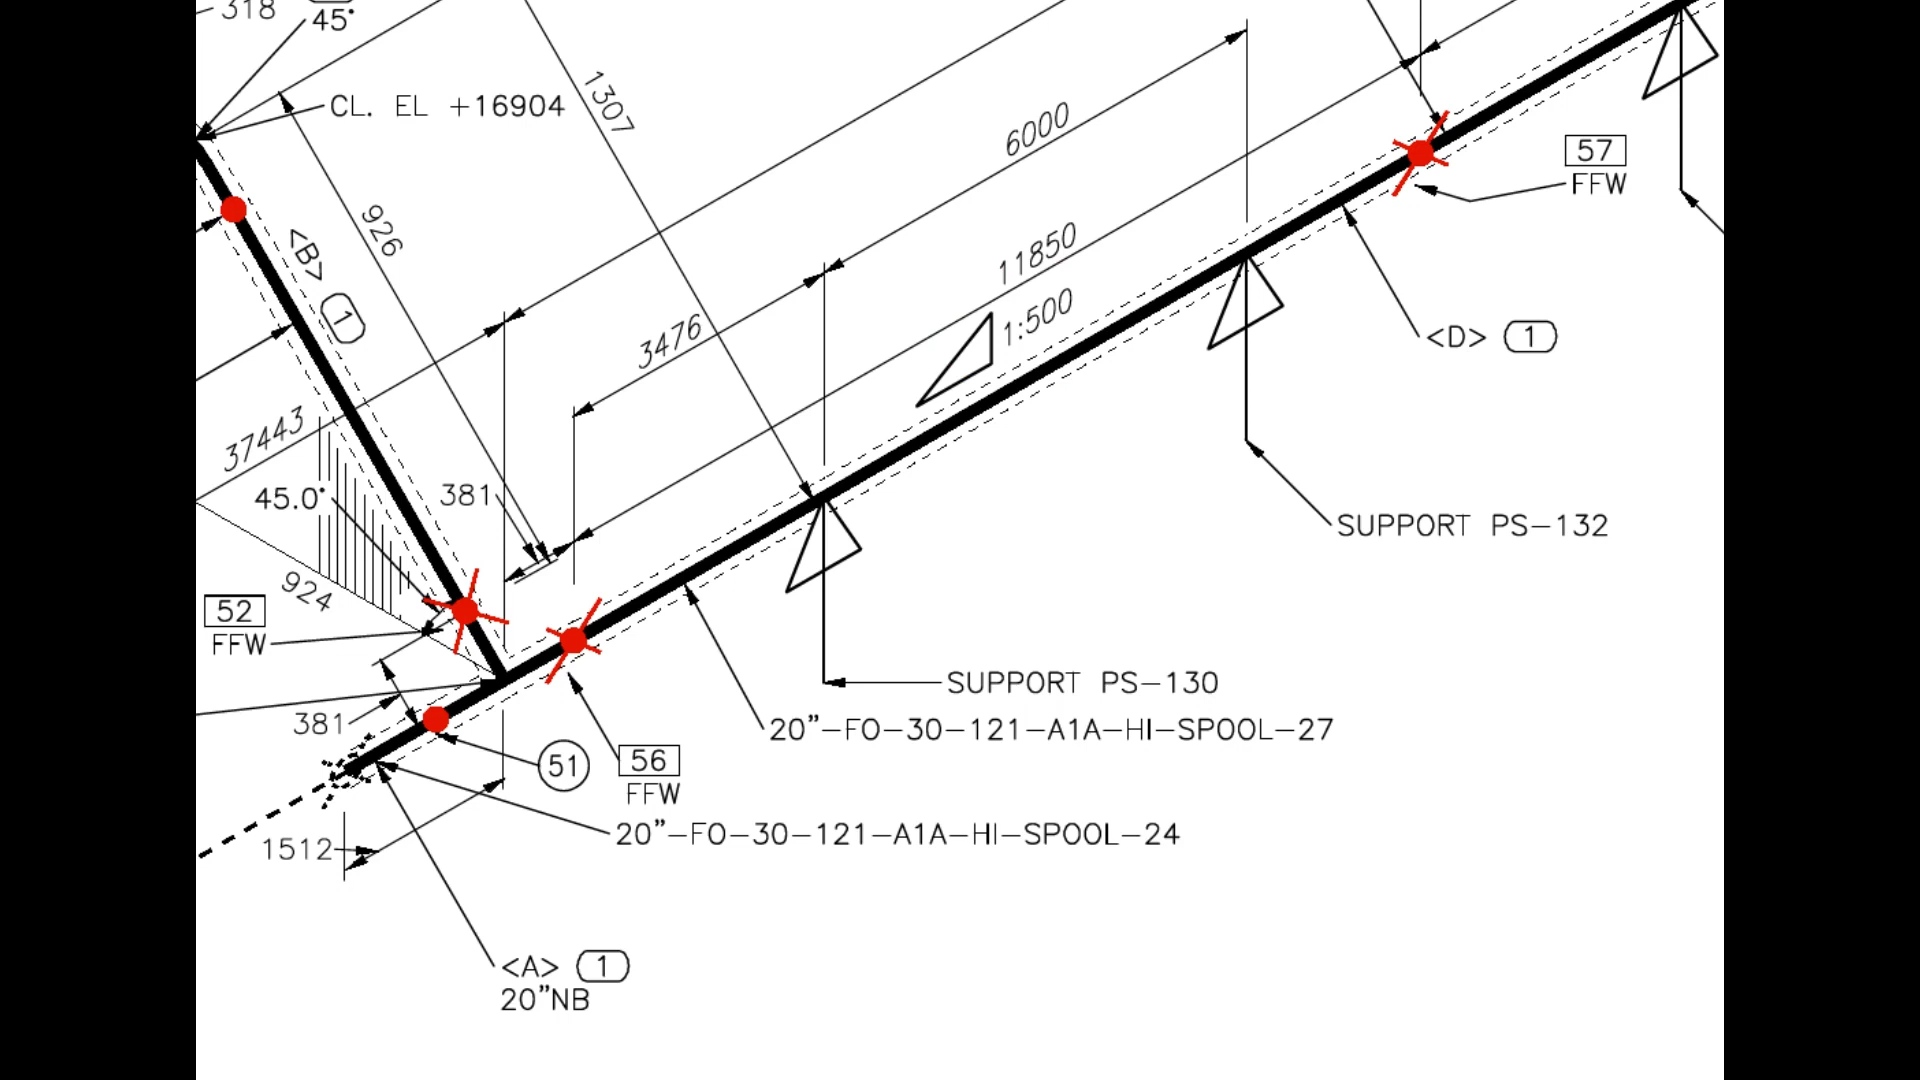 318
45°
CL. EL +16904
1307
6000
57
FFW
926
<B> 1
11850
1:500
3476
<D> 1
37443
45.0°
381
SUPPORT PS-132
924
52
FFW
SUPPORT PS-130
381
20"-FO-30-121-A1A-HI-SPOOL-27
51
56
FFW
20"-FO-30-121-A1A-HI-SPOOL-24
1512
<A> 1
20"NB